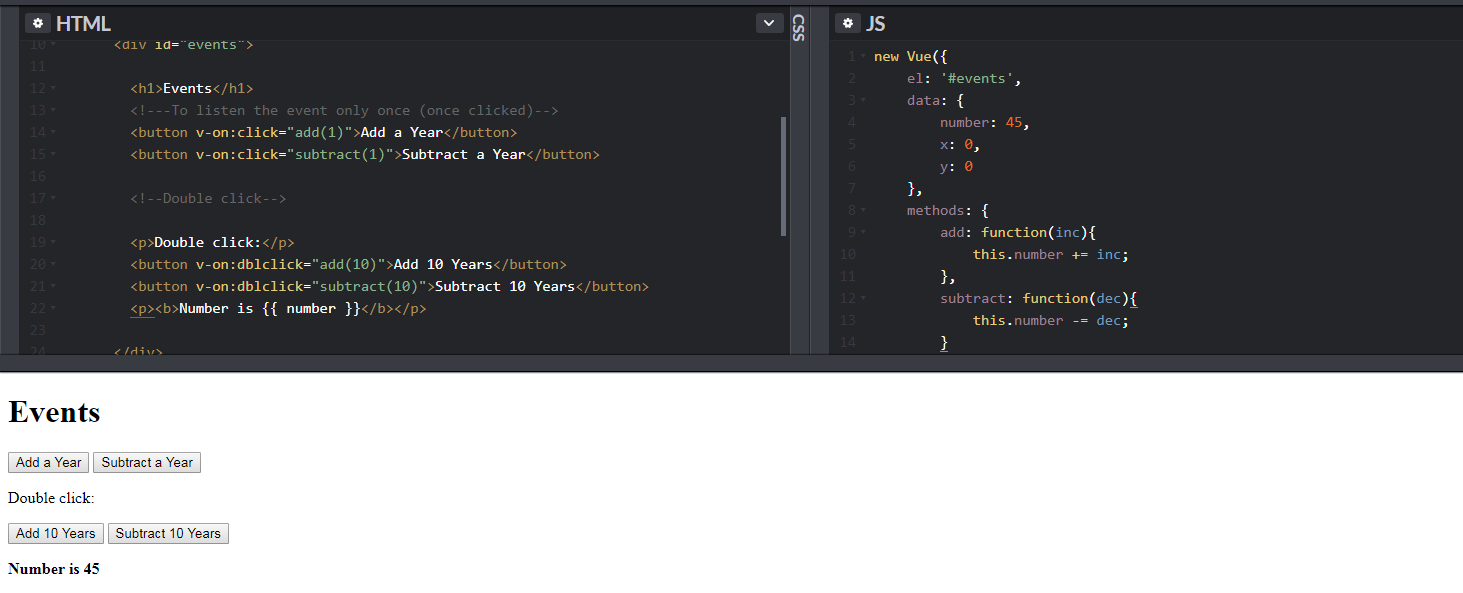 HTML
10 <div id="events">
11
12 <h1>Events</h1>
13 <!---To listen the event only once (once clicked)-->
14 <button v-on:click="add(1)">Add a Year</button>
15 <button v-on:click="subtract(1)">Subtract a Year</button>
16
17 <!--Double click-->
18
19 <p>Double click:</p>
20 <button v-on:dblclick="add(10)">Add 10 Years</button>
21 <button v-on:dblclick="subtract(10)">Subtract 10 Years</button>
22 <p><b>Number is {{ number }}</b></p>
23
24 </div>
CSS
JS
1 new Vue({
2 el: '#events',
3 data: {
4 number: 45,
5 x: 0,
6 y: 0
7 },
8 methods: {
9 add: function(inc){
10 this.number += inc;
11 },
12 subtract: function(dec){
13 this.number -= dec;
14 }
Events
Add a Year Subtract a Year
Double click:
Add 10 Years Subtract 10 Years
Number is 45